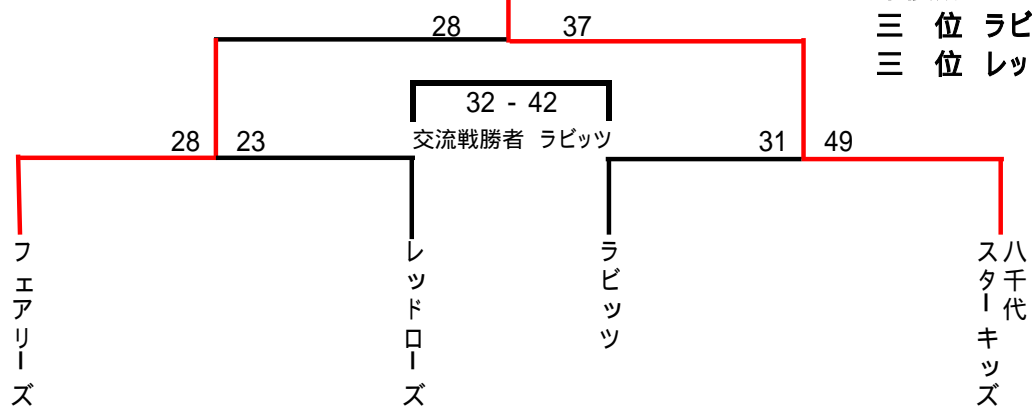 28 37
三 位 ラビ
三 位 レッ
32 - 42
交流戦勝者 ラビッツ
28 23
31 49
フェアリーズ
レッドローズ
ラビッツ
八千代
スターキッズ